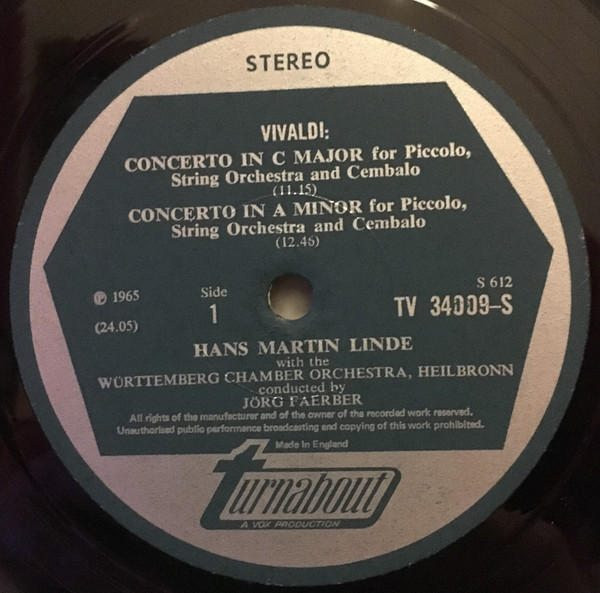 STEREO
VIVALDI:
CONCERTO IN C MAJOR for Piccolo,
String Orchestra and Cembalo
(11.15)
CONCERTO IN A MINOR for Piccolo,
String Orchestra and Cembalo
(12.46)
℗ 1965
Side
S 612
(24.05)
1
TV 34009-S
HANS MARTIN LINDE
with the
WÜRTTEMBERG CHAMBER ORCHESTRA, HEILBRONN
conducted by
JÖRG FAERBER
All rights of the manufacturer and of the owner of the recorded work reserved.
Unauthorised public performance broadcasting and copying of this work prohibited.
Made in England
turnabout
A VOX PRODUCTION